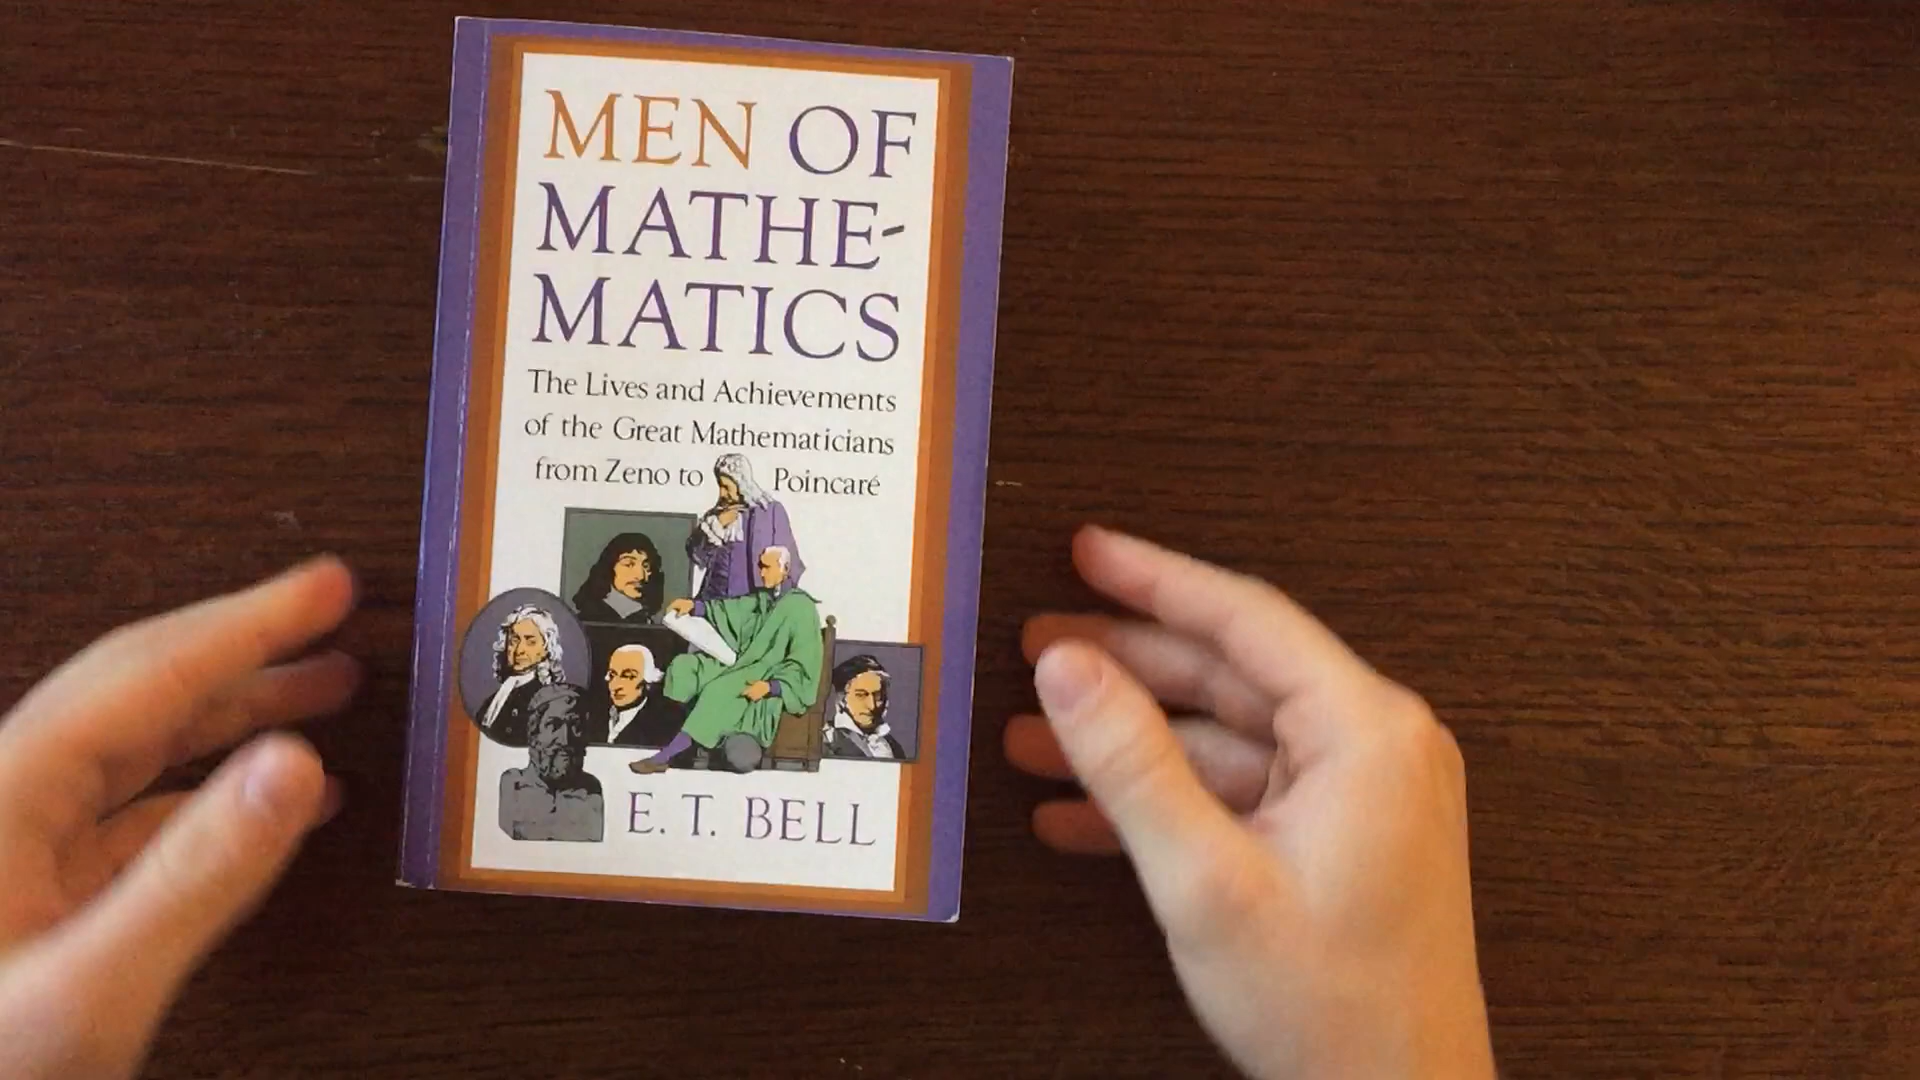 MEN OF
MATHE-
MATICS
The Lives and Achievements
of the Great Mathematicians
from Zeno to Poincaré
E. T. BELL